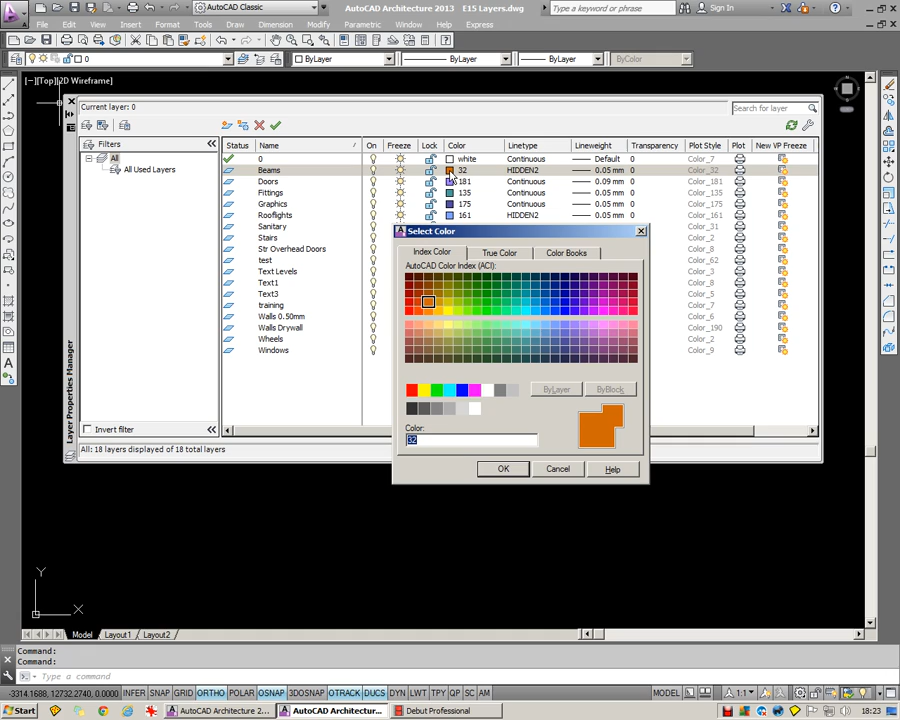 AutoCAD Classic
AutoCAD Architecture 2013 E15 Layers.dwg
Type a keyword or phrase
Sign In
File Edit View Insert Format Tools Draw Dimension Modify Parametric Window Help Express
0
ByLayer
ByLayer
ByLayer
ByColor
[−][Top][2D Wireframe]
Current layer: 0
Search for layer
Filters
All
All Used Layers
Invert filter
Layer Properties Manager
Status Name On Freeze Lock Color Linetype Lineweight Transparency Plot Style Plot New VP Freeze
0 white Continuous Default 0 Color_7
Beams 32 HIDDEN2 0.05 mm 0 Color_32
Doors 181 Continuous 0.09 mm 0 Color_181
Fittings 135 Continuous 0.05 mm 0 Color_135
Graphics 175 Continuous 0.05 mm 0 Color_175
Rooflights 161 HIDDEN2 0.05 mm 0 Color_161
Sanitary Color_31
Stairs Color_2
Str Overhead Doors Color_8
test Color_62
Text Levels Color_3
Text1 Color_8
Text3 Color_5
training Color_7
Walls 0.50mm Color_6
Walls Drywall Color_190
Wheels Color_2
Windows Color_9
All: 18 layers displayed of 18 total layers
Select Color
Index Color True Color Color Books
AutoCAD Color Index (ACI):
ByLayer ByBlock
Color:
32
OK Cancel Help
Y
X
Model Layout1 Layout2
Command:
Command:
Type a command
-3314.1688, 12732.2740, 0.0000 INFER SNAP GRID ORTHO POLAR OSNAP 3DOSNAP OTRACK DUCS DYN LWT TPY QP SC AM MODEL 1:1
Start AutoCAD Architecture 2... AutoCAD Architectur... Debut Professional 18:23